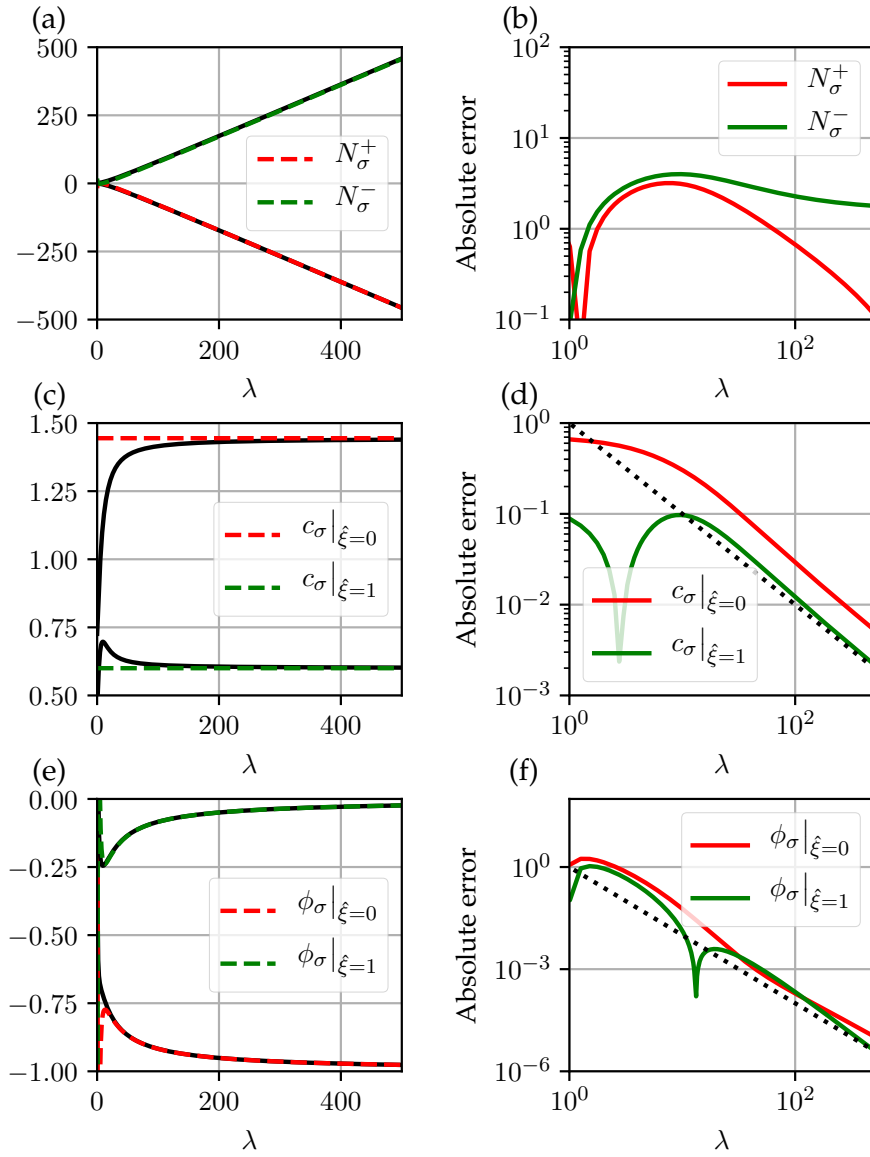 (a)
500
250
0
−250
−500
0
200
400
λ
N_σ^+
N_σ^-
(b)
Absolute error
10^2
10^1
10^0
10^{-1}
10^0
10^2
λ
N_σ^+
N_σ^-
(c)
1.50
1.25
1.00
0.75
0.50
0
200
400
λ
c_σ|_{ξ̂=0}
c_σ|_{ξ̂=1}
(d)
Absolute error
10^0
10^{-1}
10^{-2}
10^{-3}
10^0
10^2
λ
c_σ|_{ξ̂=0}
c_σ|_{ξ̂=1}
(e)
0.00
−0.25
−0.50
−0.75
−1.00
0
200
400
λ
ϕ_σ|_{ξ̂=0}
ϕ_σ|_{ξ̂=1}
(f)
Absolute error
10^0
10^{-3}
10^{-6}
10^0
10^2
λ
ϕ_σ|_{ξ̂=0}
ϕ_σ|_{ξ̂=1}